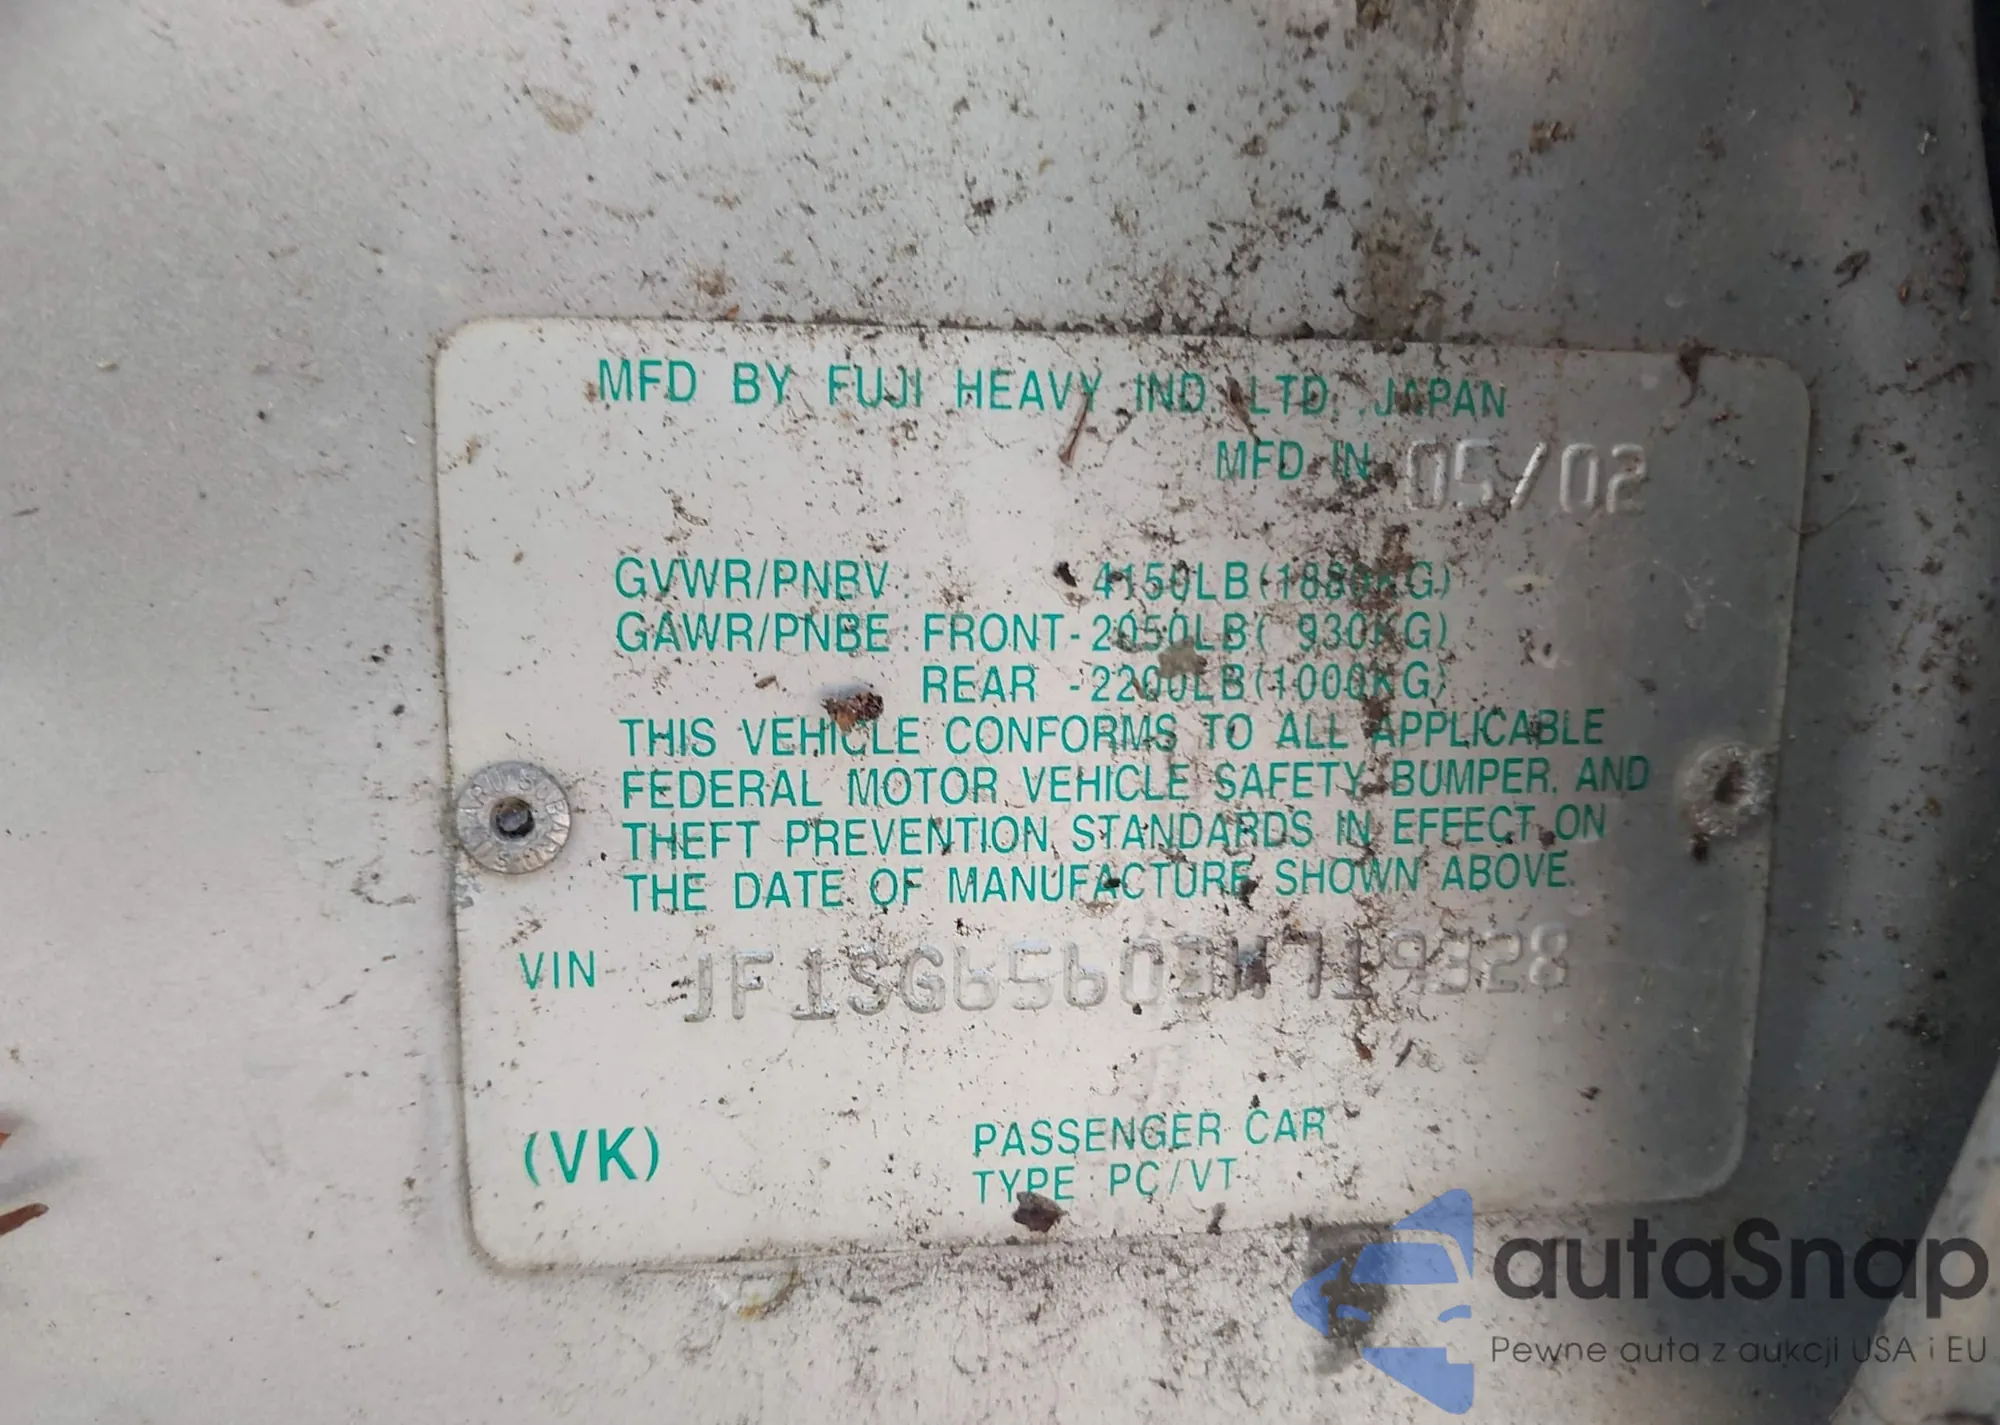 MFD BY FUJI HEAVY IND. LTD. JAPAN
MFD IN 05/02
GVWR/PNBV: 4150LB(1880KG)
GAWR/PNBE: FRONT-2050LB( 930KG)
REAR -2200LB(1000KG)
THIS VEHICLE CONFORMS TO ALL APPLICABLE
FEDERAL MOTOR VEHICLE SAFETY, BUMPER, AND
THEFT PREVENTION STANDARDS IN EFFECT ON
THE DATE OF MANUFACTURE SHOWN ABOVE.
VIN JF1SG65603H719328
(VK)
PASSENGER CAR
TYPE PC/VT
autaSnap
Pewne auta z aukcji USA i EU